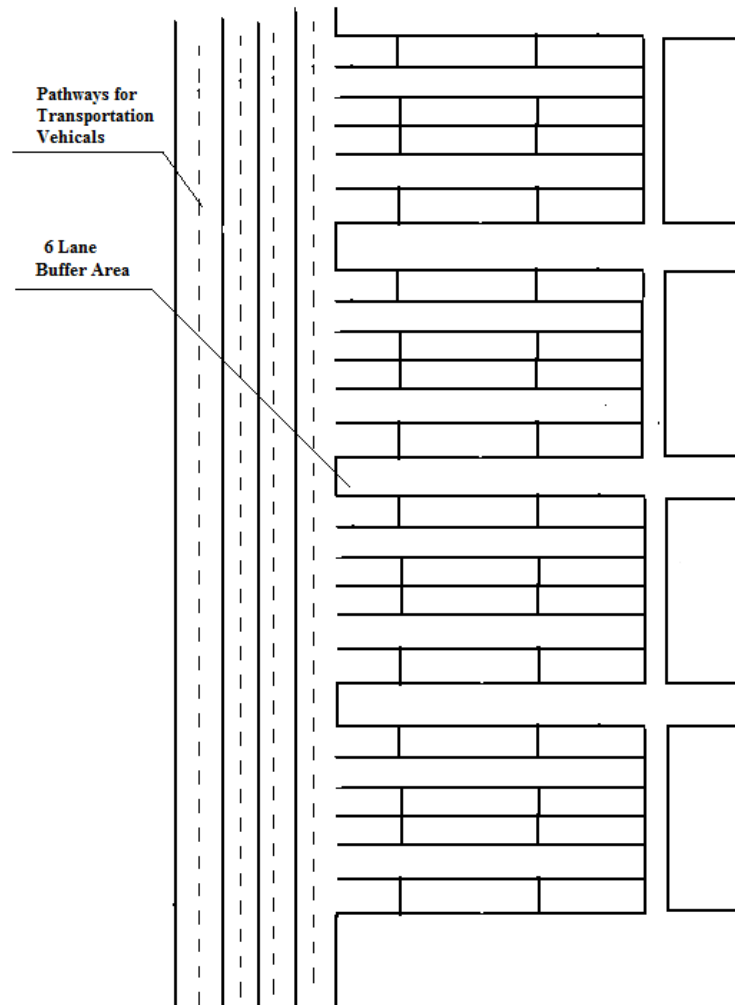 Pathways for
Transportation
Vehicals
6 Lane
Buffer Area